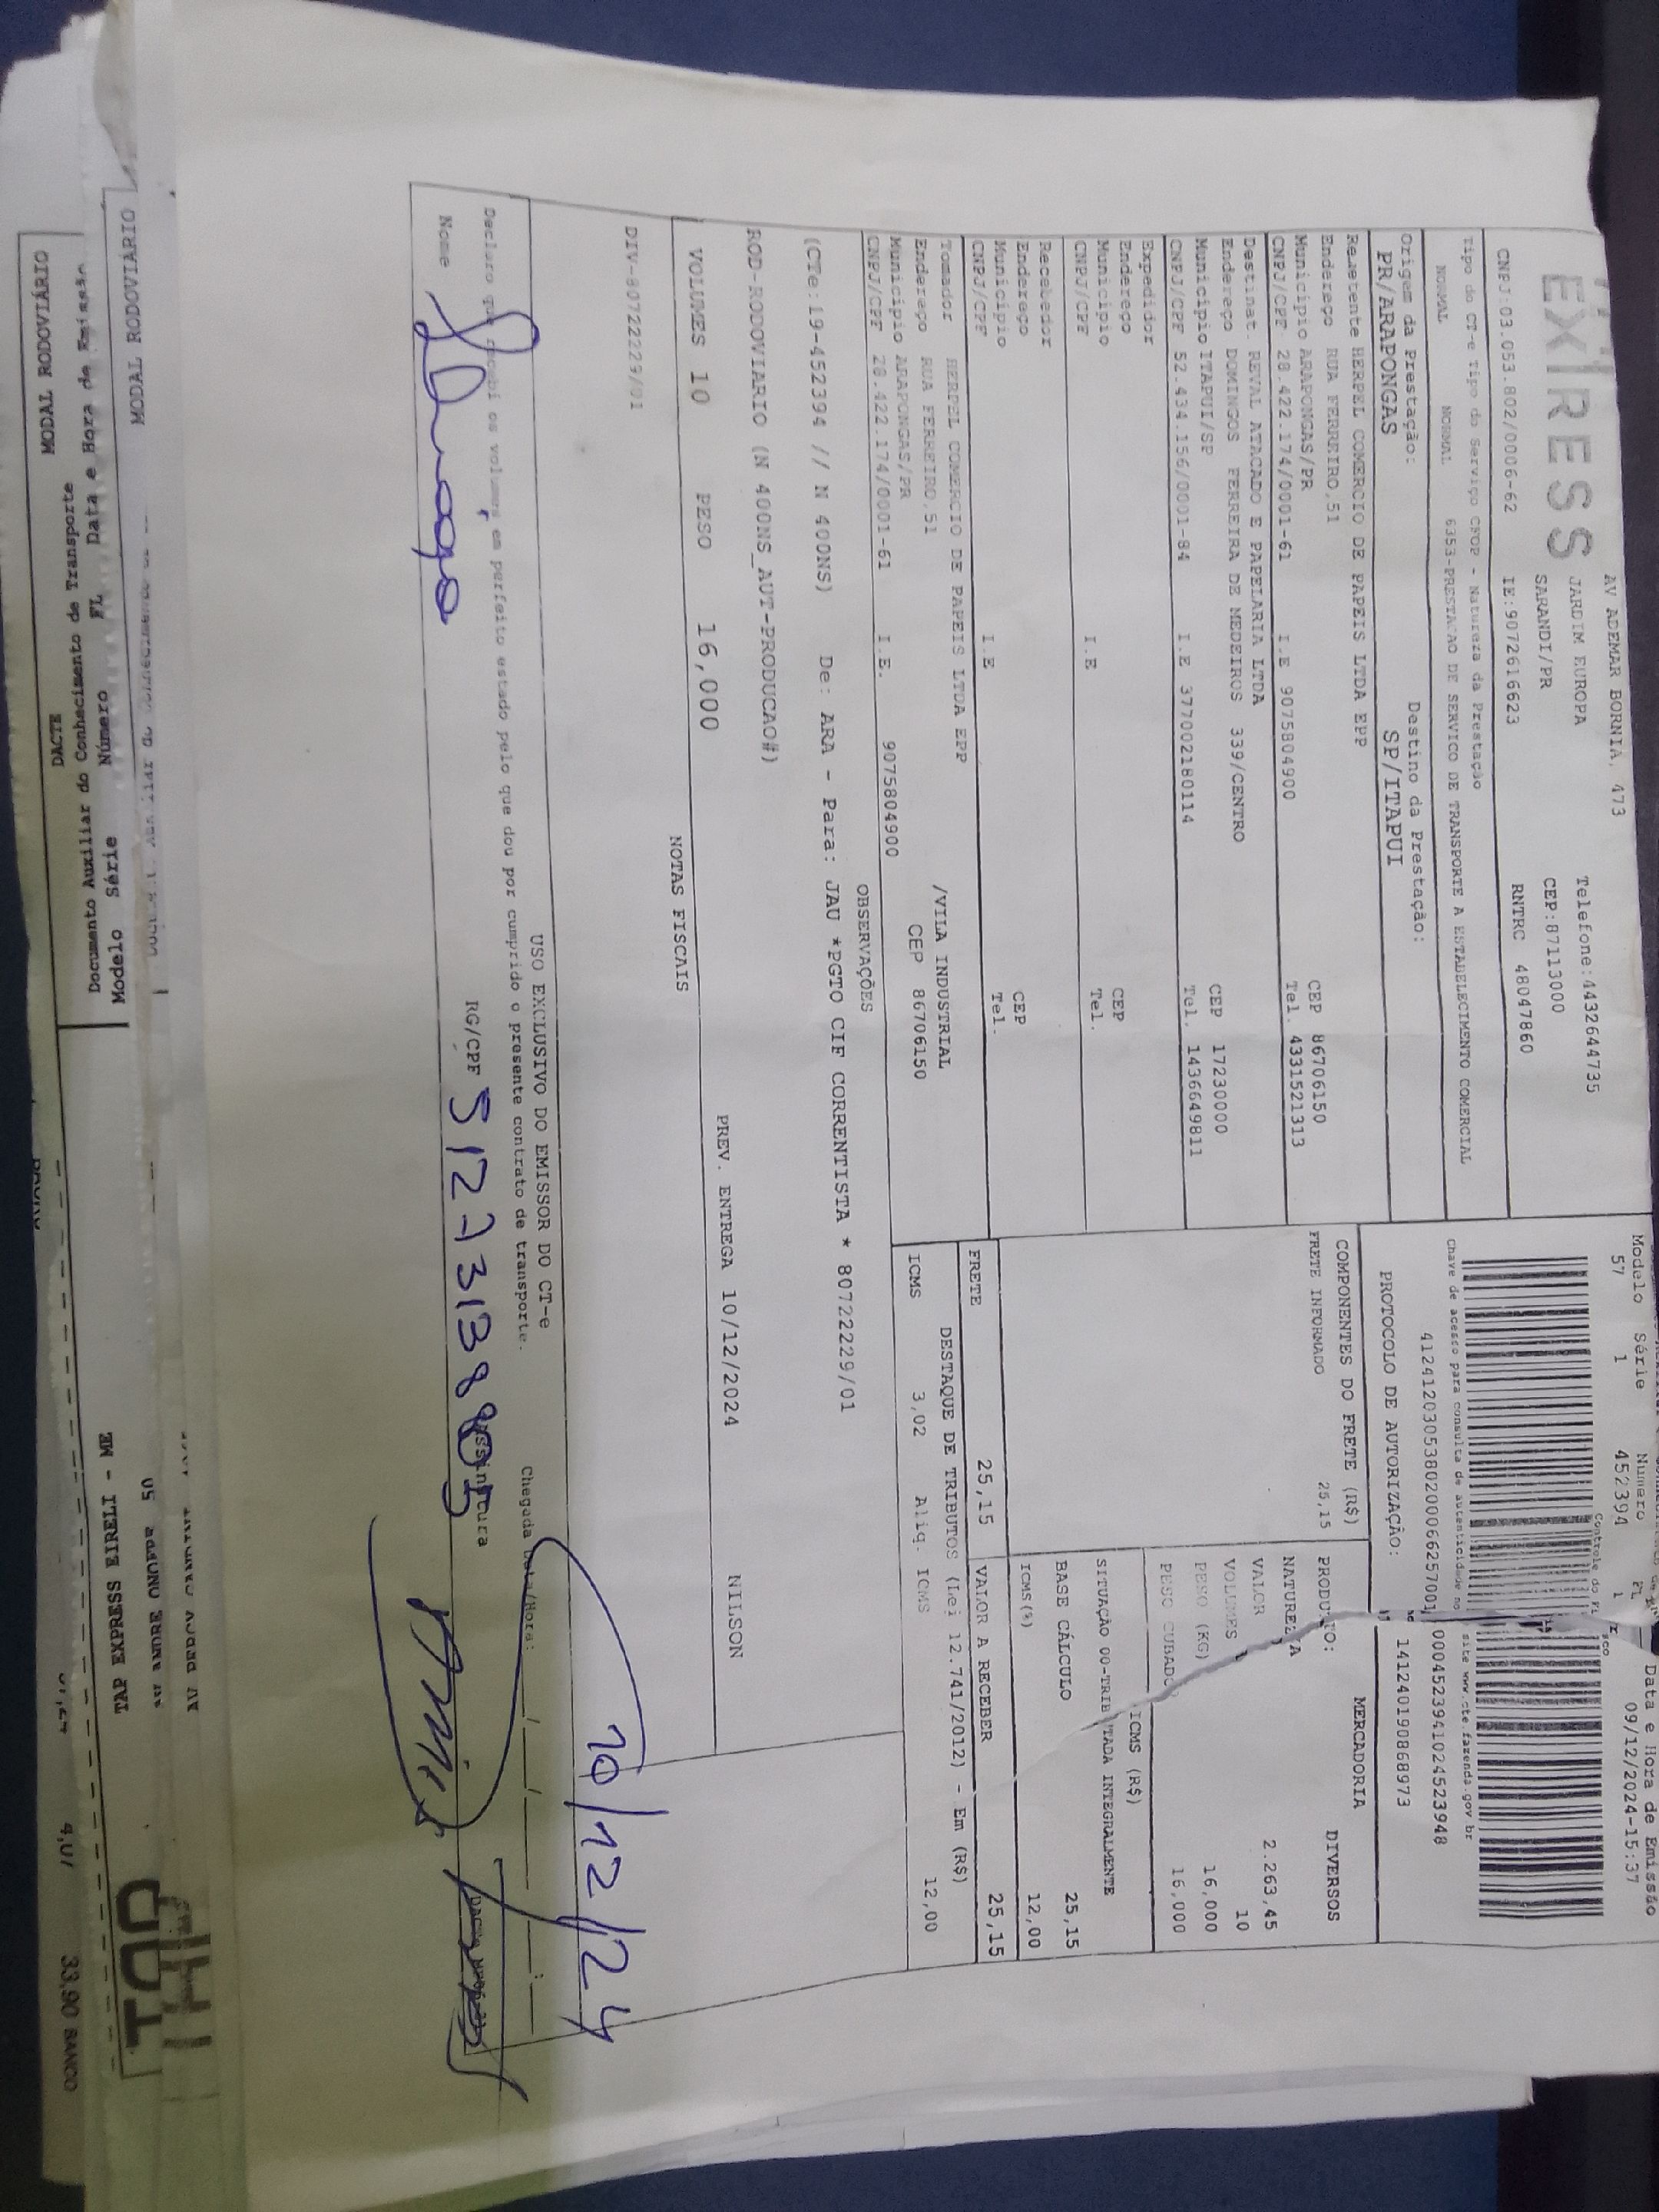 EXPRESS
AV ADEMAR BORNIA, 473
JARDIM EUROPA
SARANDI/PR
Telefone:4432644735
CEP:87113000
CNPJ:03.053.802/0006-62 IE:9072616623 RNTRC 48047860
Tipo do CT-e Tipo do Serviço CFOP - Natureza da Prestação
NORMAL NORMAL 6353-PRESTACAO DE SERVICO DE TRANSPORTE A ESTABELECIMENTO COMERCIAL
Origem da Prestação: Destino da Prestação:
PR/ARAPONGAS SP/ITAPUI
Remetente HERPEL COMERCIO DE PAPEIS LTDA EPP
Endereço RUA FERREIRO,51 CEP 86706150
Município ARAPONGAS/PR Tel. 4331521313
CNPJ/CPF 28.422.174/0001-61 I.E 9075804900
Destinat. REVAL ATACADO E PAPELARIA LTDA
Endereço DOMINGOS FERREIRA DE MEDEIROS 339/CENTRO
Município ITAPUI/SP CEP 17230000
CNPJ/CPF 52.434.156/0001-84 I.E 377002180114 Tel. 1436649811
Expedidor
Endereço
Município CEP
CNPJ/CPF I.E Tel.
Recebedor
Endereço
Município CEP
CNPJ/CPF I.E Tel.
Tomador HERPEL COMERCIO DE PAPEIS LTDA EPP
Endereço RUA FERREIRO,51 /VILA INDUSTRIAL
Município ARAPONGAS/PR CEP 86706150
CNPJ/CPF 28.422.174/0001-61 I.E. 9075804900
Modelo Série Numero FL Data e Hora de Emissão
57 1 452394 1 09/12/2024-15:37
Controle do Fisco
Chave de acesso para consulta de autenticidade no site www.cte.fazenda.gov.br
41241203053802000662570010004523941024523948
PROTOCOLO DE AUTORIZAÇÃO: 141240190868973
COMPONENTES DO FRETE (R$)
FRETE INFORMADO 25,15
MERCADORIA
PRODUTO: DIVERSOS
NATUREZA
VALOR 2.263,45
VOLUMES 10
PESO (KG) 16,000
PESO CUBADO 16,000
ICMS (R$)
SITUAÇÃO 00-TRIBUTADA INTEGRALMENTE
BASE CÁLCULO 25,15
ICMS(%) 12,00
FRETE 25,15 VALOR A RECEBER 25,15
DESTAQUE DE TRIBUTOS (Lei 12.741/2012) - Em (R$)
ICMS 3,02 Aliq. ICMS 12,00
OBSERVAÇÕES
(CTe:19-452394 // N 400NS) De: ARA - Para: JAU *PGTO CIF CORRENTISTA * 80722229/01
ROD-RODOVIARIO (N 400NS_AUT-PRODUCAO#)
VOLUMES 10 PESO 16,000 PREV. ENTREGA 10/12/2024 NILSON
NOTAS FISCAIS
DIV-80722229/01
10/12/24
USO EXCLUSIVO DO EMISSOR DO CT-e
Declaro que recebi os volumes em perfeito estado pelo que dou por cumprido o presente contrato de transporte. Chegada Data/Hora:
Nome RG/CPF Assinatura
MODAL RODOVIÁRIO
MODAL RODOVIÁRIO
DACTE
Documento Auxiliar do Conhecimento de Transporte
Modelo Série Número FL Data e Hora de Emissão
TAP EXPRESS EIRELI - ME
TAP
33,90